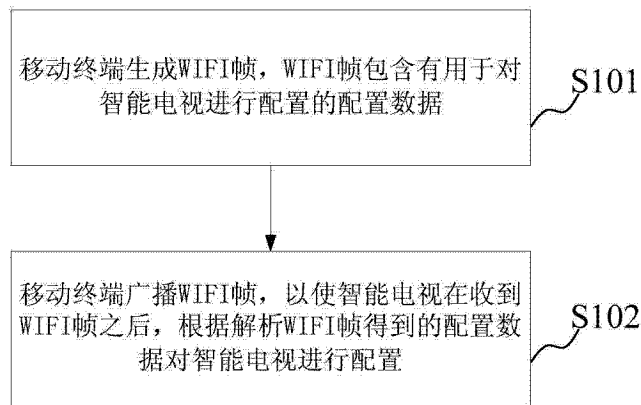 移动终端生成WIFI帧，WIFI帧包含有用于对
智能电视进行配置的配置数据
S101
移动终端广播WIFI帧，以使智能电视在收到
WIFI帧之后，根据解析WIFI帧得到的配置数
据对智能电视进行配置
S102